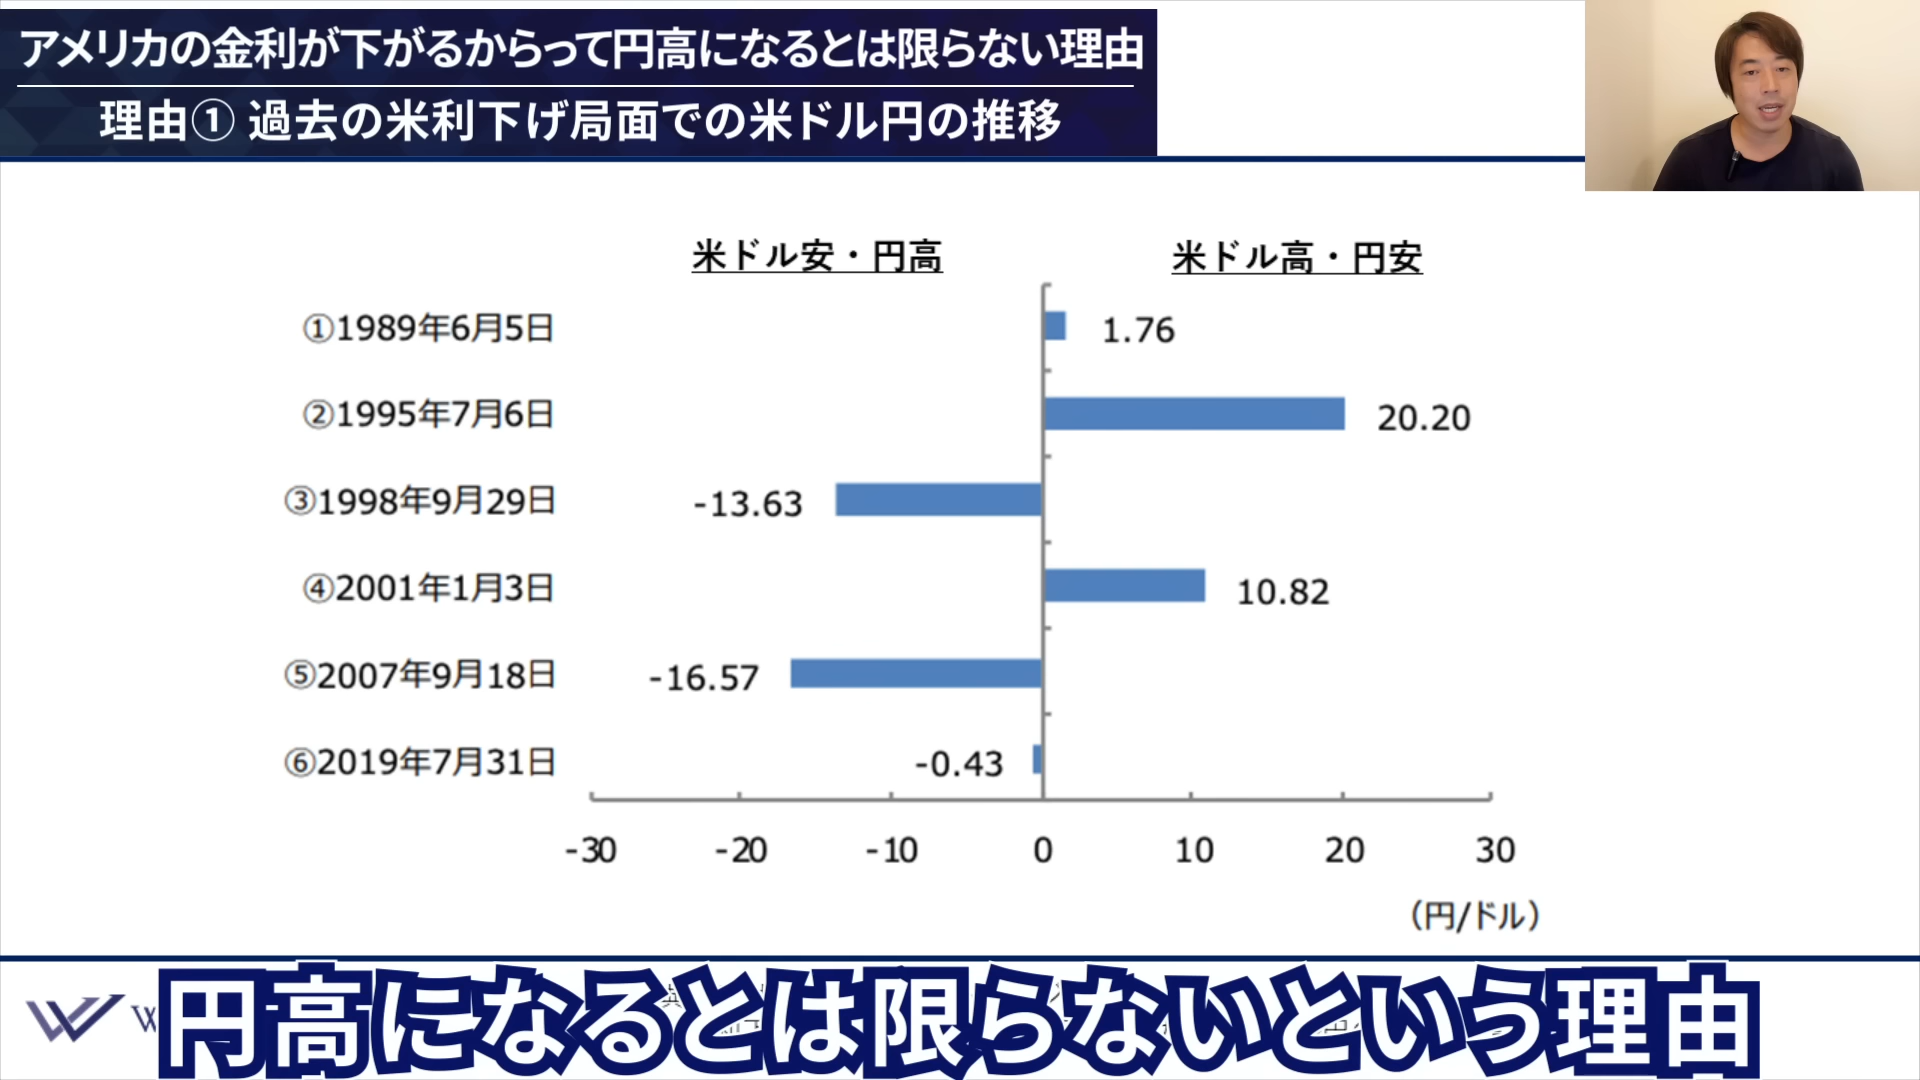 アメリカの金利が下がるからって円高になるとは限らない理由
理由① 過去の米利下げ局面での米ドル円の推移
米ドル安・円高 米ドル高・円安
①1989年6月5日 1.76
②1995年7月6日 20.20
③1998年9月29日 -13.63
④2001年1月3日 10.82
⑤2007年9月18日 -16.57
⑥2019年7月31日 -0.43
-30 -20 -10 0 10 20 30
（円/ドル）
円高になるとは限らないという理由